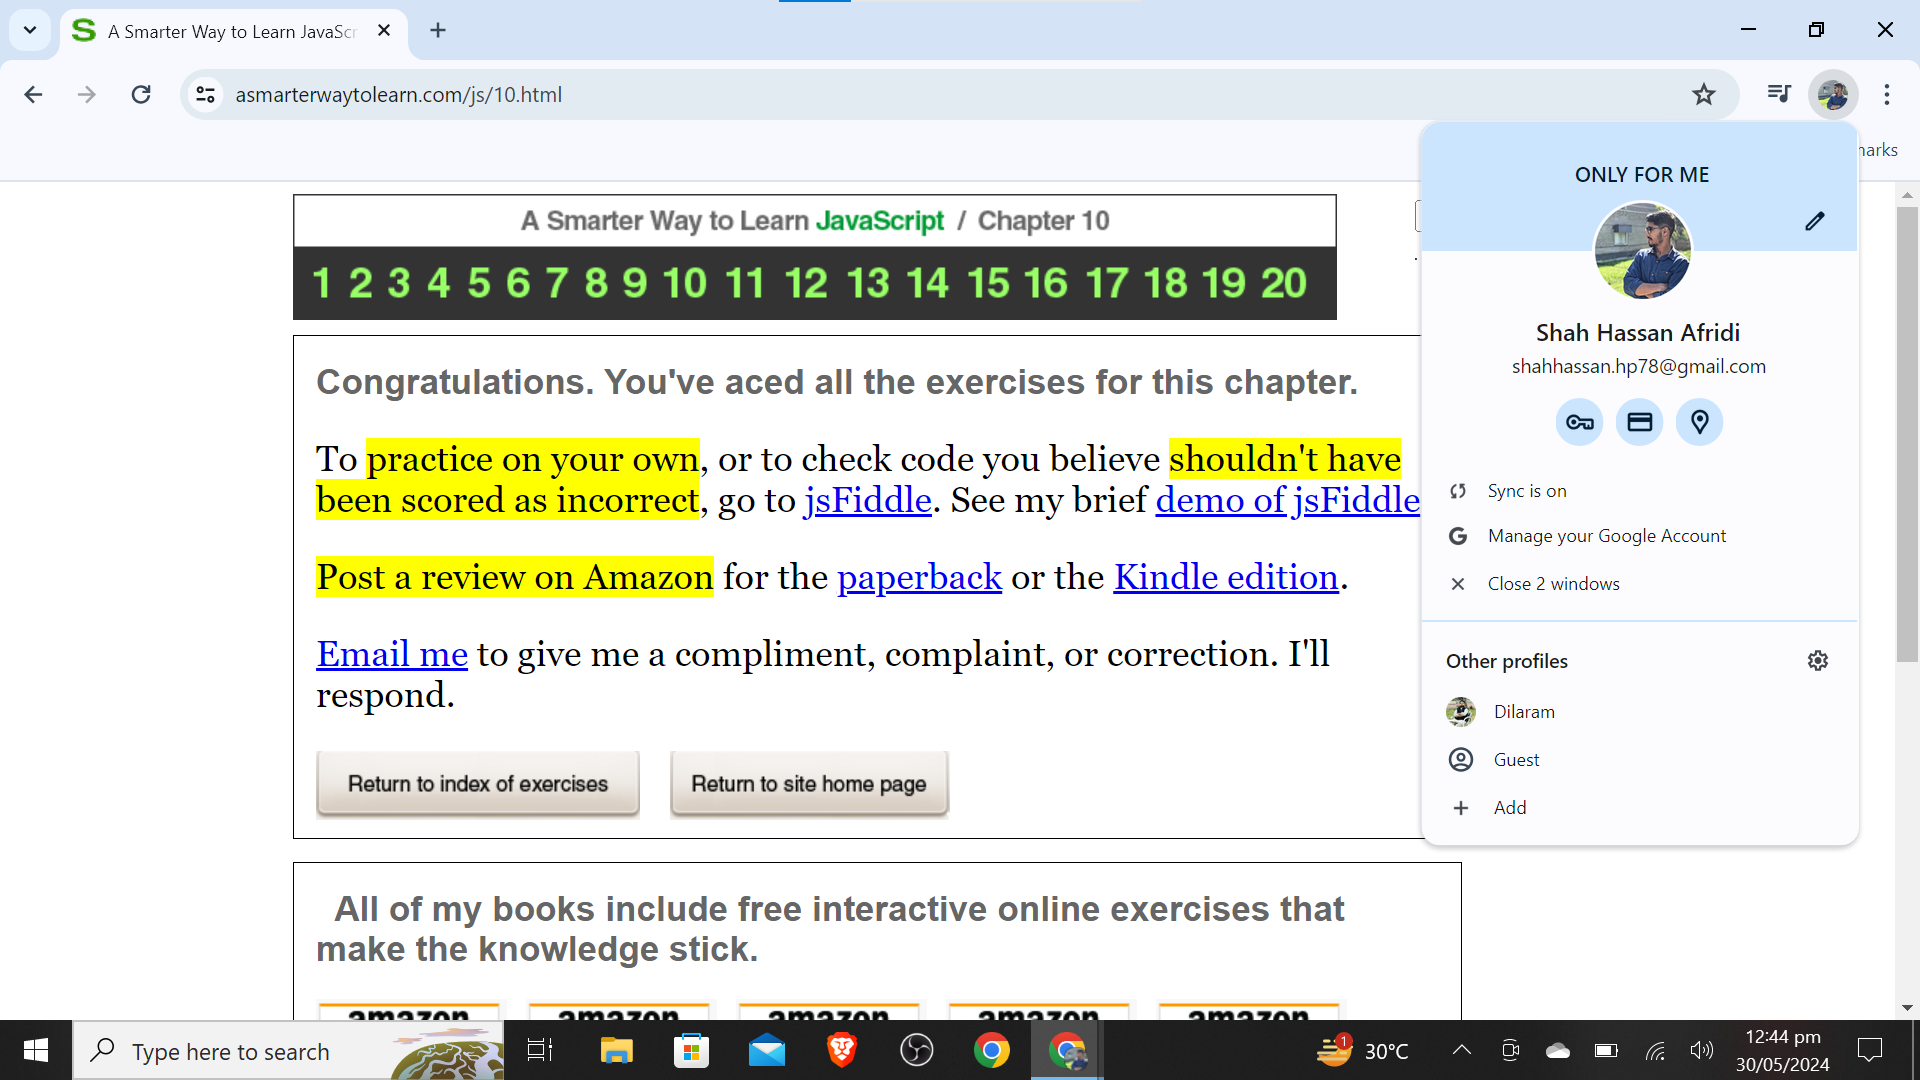 A Smarter Way to Learn JavaScr
asmarterwaytolearn.com/js/10.html
marks
A Smarter Way to Learn JavaScript / Chapter 10
1 2 3 4 5 6 7 8 9 10 11 12 13 14 15 16 17 18 19 20
Congratulations. You've aced all the exercises for this chapter.
To practice on your own, or to check code you believe shouldn't have
been scored as incorrect, go to jsFiddle. See my brief demo of jsFiddle
Post a review on Amazon for the paperback or the Kindle edition.
Email me to give me a compliment, complaint, or correction. I'll
respond.
Return to index of exercises
Return to site home page
All of my books include free interactive online exercises that
make the knowledge stick.
amazon amazon amazon amazon amazon
ONLY FOR ME
Shah Hassan Afridi
shahhassan.hp78@gmail.com
Sync is on
Manage your Google Account
Close 2 windows
Other profiles
Dilaram
Guest
Add
Type here to search
1
30°C
12:44 pm
30/05/2024